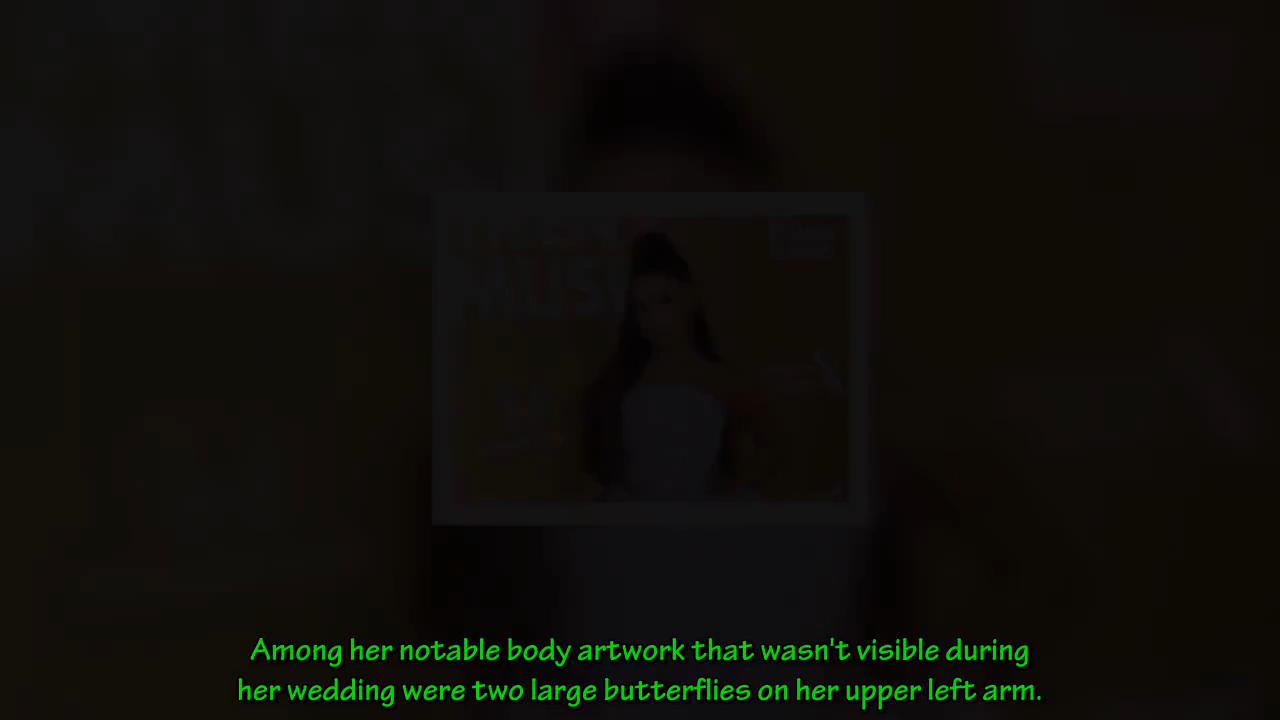 MUSI
Among her notable body artwork that wasn't visible during
her wedding were two large butterflies on her upper left arm.